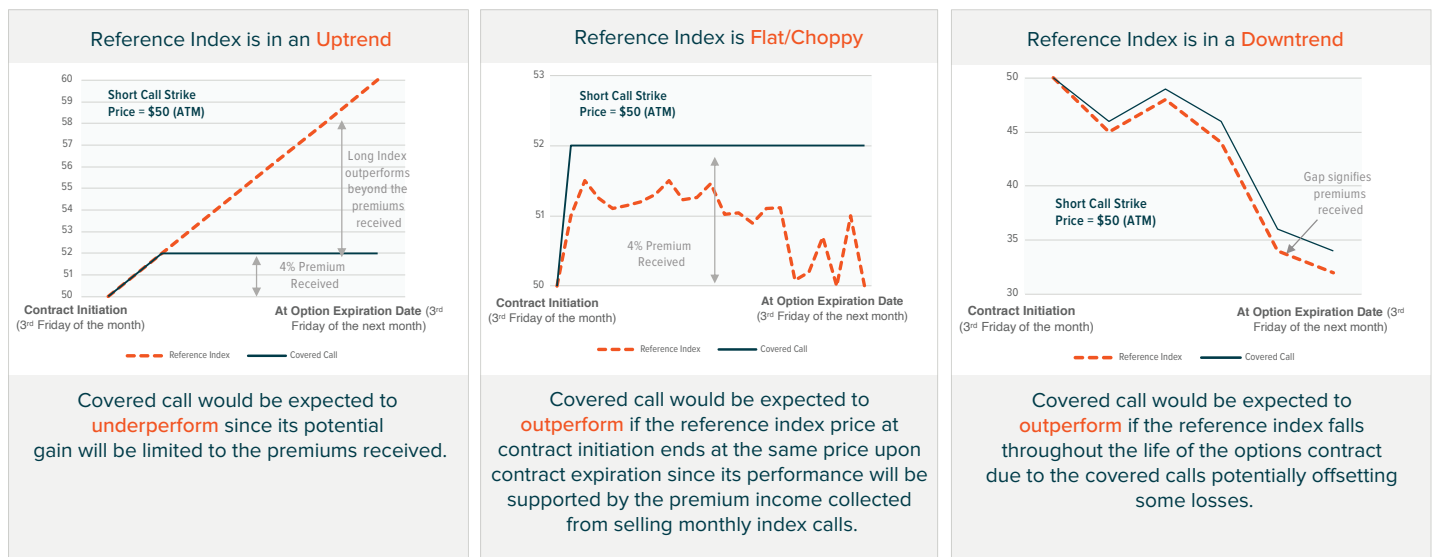 Reference Index is in an Uptrend
60
59
58
57
56
55
54
53
52
51
50
Short Call Strike
Price = $50 (ATM)
Long Index
outperforms
beyond the
premiums
received
4% Premium
Received
Contract Initiation
(3rd Friday of the month)
At Option Expiration Date (3rd
Friday of the next month)
Reference Index
Covered Call
Covered call would be expected to
underperform since its potential
gain will be limited to the premiums received.
Reference Index is Flat/Choppy
53
52
51
50
Short Call Strike
Price = $50 (ATM)
4% Premium
Received
Contract Initiation
(3rd Friday of the month)
At Option Expiration Date
(3rd Friday of the next month)
Reference Index
Covered Call
Covered call would be expected to
outperform if the reference index price at
contract initiation ends at the same price upon
contract expiration since its performance will be
supported by the premium income collected
from selling monthly index calls.
Reference Index is in a Downtrend
50
45
40
35
30
Gap signifies
premiums
received
Short Call Strike
Price = $50 (ATM)
Contract Initiation
(3rd Friday of the month)
At Option Expiration Date (3rd
Friday of the next month)
Reference Index
Covered Call
Covered call would be expected to
outperform if the reference index falls
throughout the life of the options contract
due to the covered calls potentially offsetting
some losses.